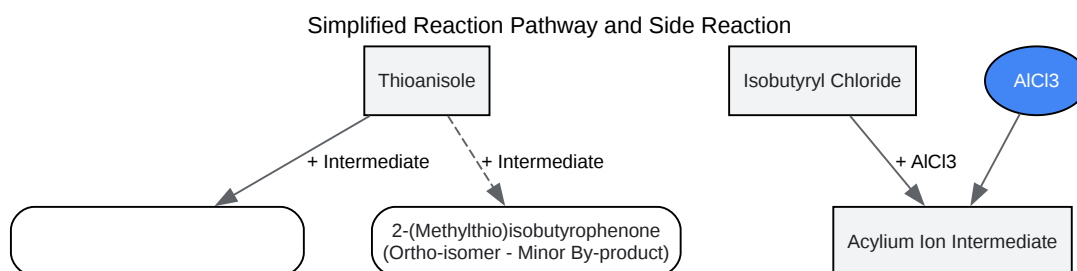 Simplified Reaction Pathway and Side Reaction
Thioanisole
Isobutyryl Chloride
AlCl3
+ Intermediate
+ Intermediate
+ AlCl3
2-(Methylthio)isobutyrophenone
(Ortho-isomer - Minor By-product)
Acylium Ion Intermediate